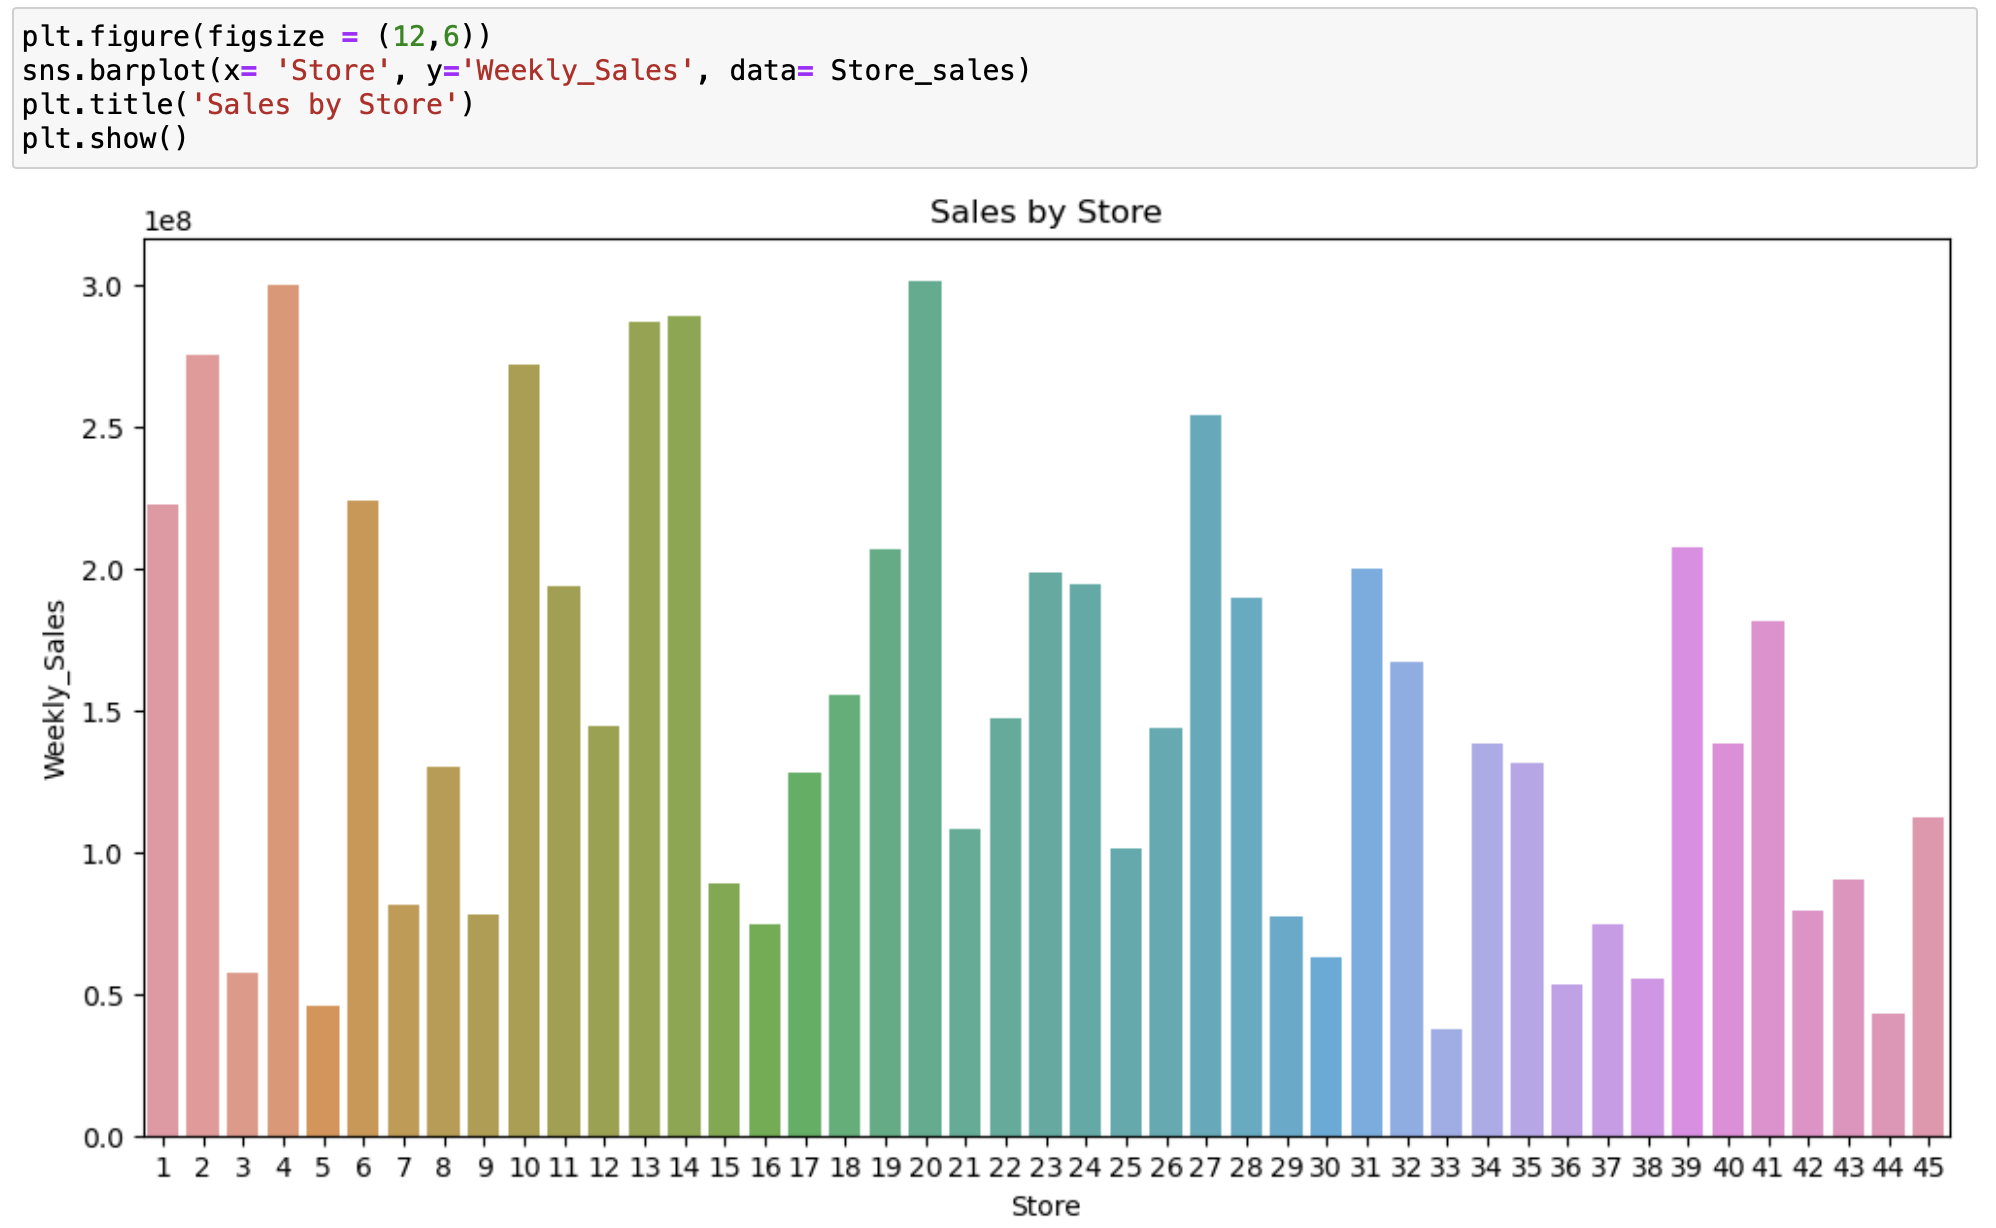 plt.figure(figsize = (12,6))
sns.barplot(x= 'Store', y='Weekly_Sales', data= Store_sales)
plt.title('Sales by Store')
plt.show()
Sales by Store
1e8
3.0
2.5
2.0
1.5
1.0
0.5
0.0
Weekly_Sales
1 2 3 4 5 6 7 8 9 10 11 12 13 14 15 16 17 18 19 20 21 22 23 24 25 26 27 28 29 30 31 32 33 34 35 36 37 38 39 40 41 42 43 44 45
Store